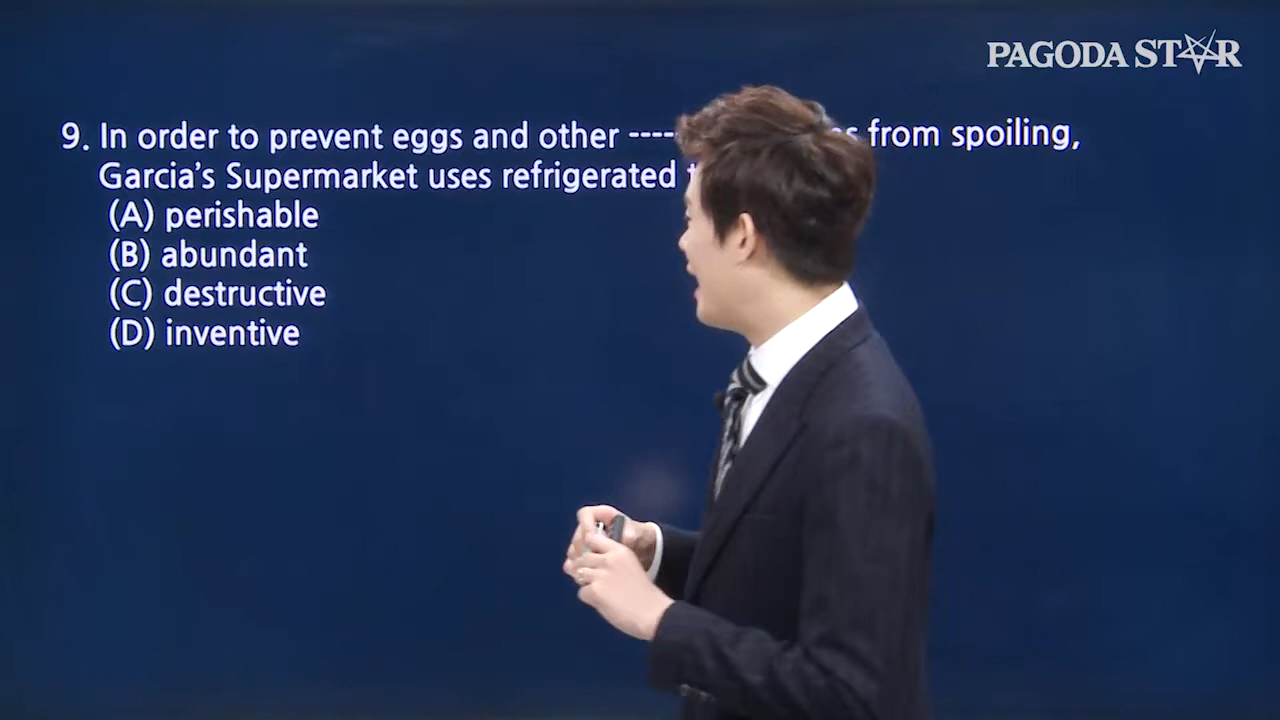 PAGODA STAR
9. In order to prevent eggs and other ---- from spoiling,
Garcia's Supermarket uses refrigerated
(A) perishable
(B) abundant
(C) destructive
(D) inventive